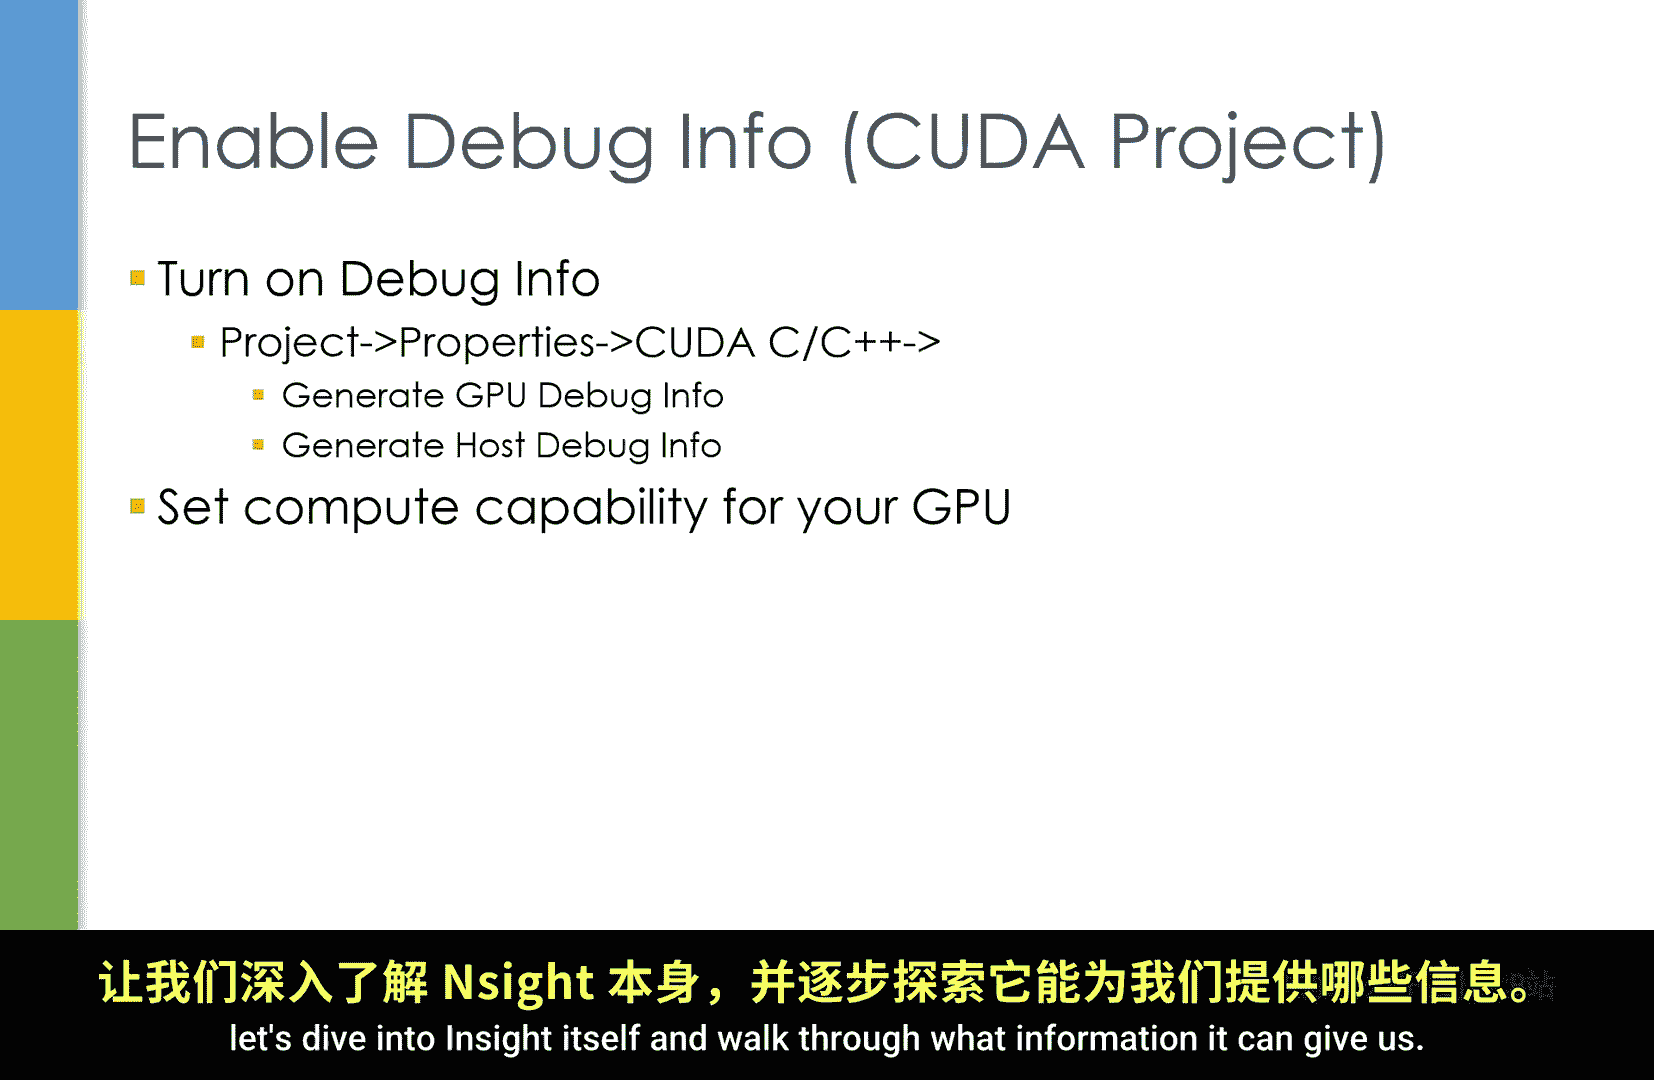 Enable Debug Info (CUDA Project)
Turn on Debug Info
Project->Properties->CUDA C/C++->
Generate GPU Debug Info
Generate Host Debug Info
Set compute capability for your GPU
让我们深入了解 Nsight 本身，并逐步探索它能为我们提供哪些信息。
let's dive into Insight itself and walk through what information it can give us.